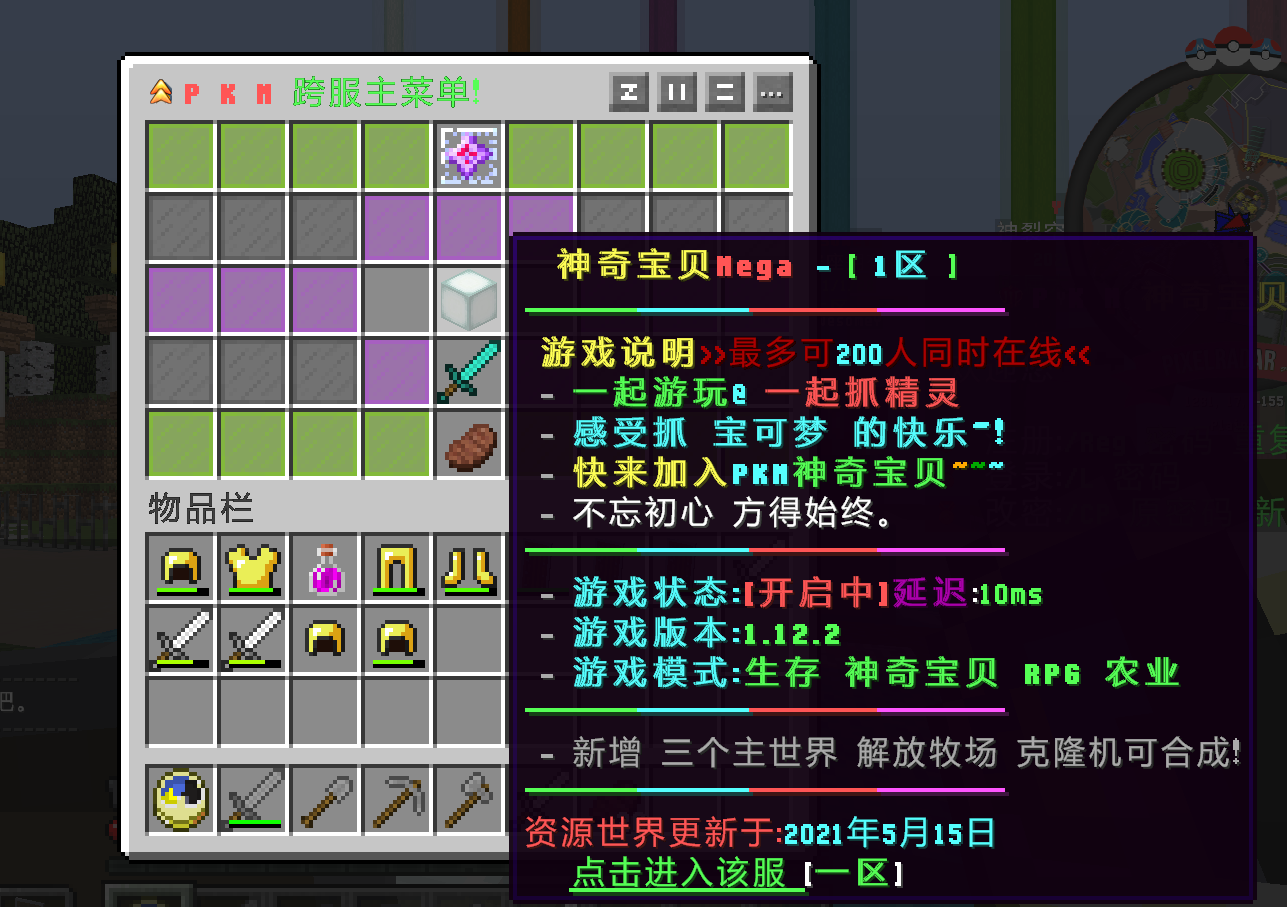 PKM 跨服主菜单!
神奇宝贝Mega - [ 1区 ]
游戏说明>>最多可200人同时在线<<
- 一起游玩@ 一起抓精灵
- 感受抓 宝可梦 的快乐~!
- 快来加入PKM神奇宝贝~~~
- 不忘初心 方得始终。
物品栏
- 游戏状态:[开启中]延迟:10ms
- 游戏版本:1.12.2
- 游戏模式:生存 神奇宝贝 RPG 农业
- 新增 三个主世界 解放牧场 克隆机可合成!
资源世界更新于:2021年5月15日
点击进入该服 [一区]